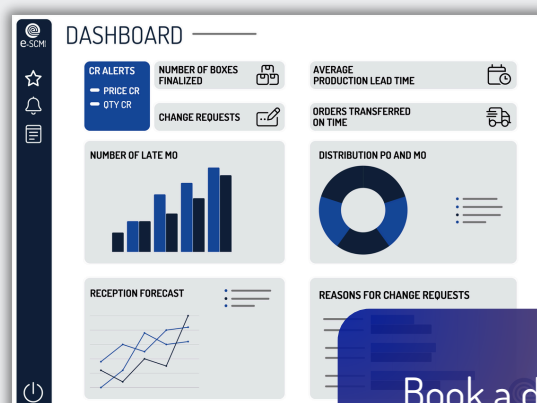 e-SCMI
DASHBOARD
CR ALERTS
PRICE CR
QTY CR
NUMBER OF BOXES
FINALIZED
CHANGE REQUESTS
AVERAGE
PRODUCTION LEAD TIME
ORDERS TRANSFERRED
ON TIME
NUMBER OF LATE MO
DISTRIBUTION PO AND MO
RECEPTION FORECAST
REASONS FOR CHANGE REQUESTS
Book a d